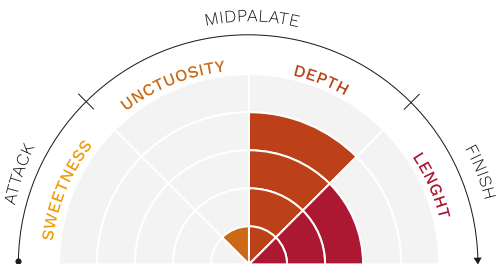 MIDPALATE
UNCTUOSITY
DEPTH
ATTACK
SWEETNESS
LENGHT
FINISH